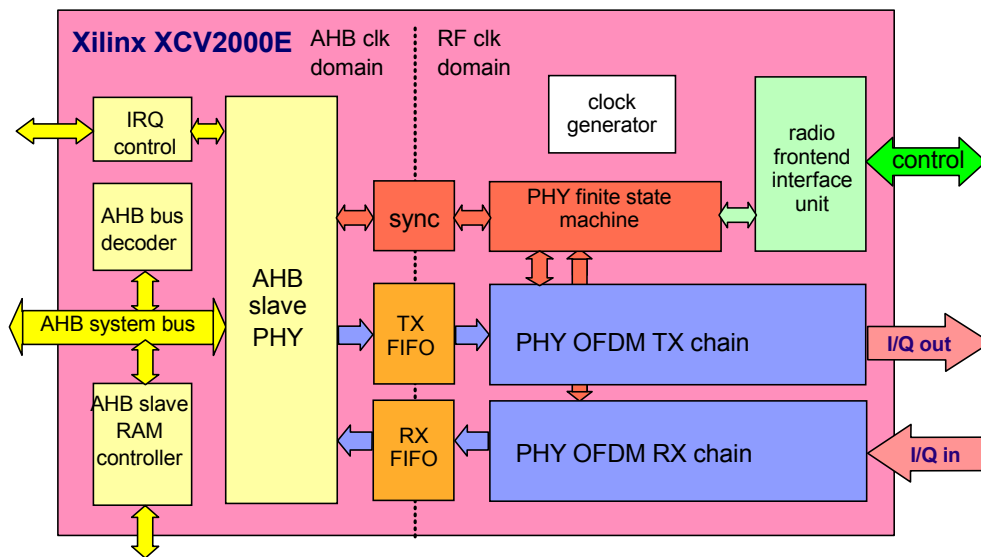 Xilinx XCV2000E
AHB clk
domain
RF clk
domain
clock
generator
IRQ
control
radio
frontend
interface
unit
control
AHB bus
decoder
sync
PHY finite state
machine
AHB
slave
PHY
AHB system bus
TX
FIFO
PHY OFDM TX chain
I/Q out
AHB slave
RAM
controller
RX
FIFO
PHY OFDM RX chain
I/Q in